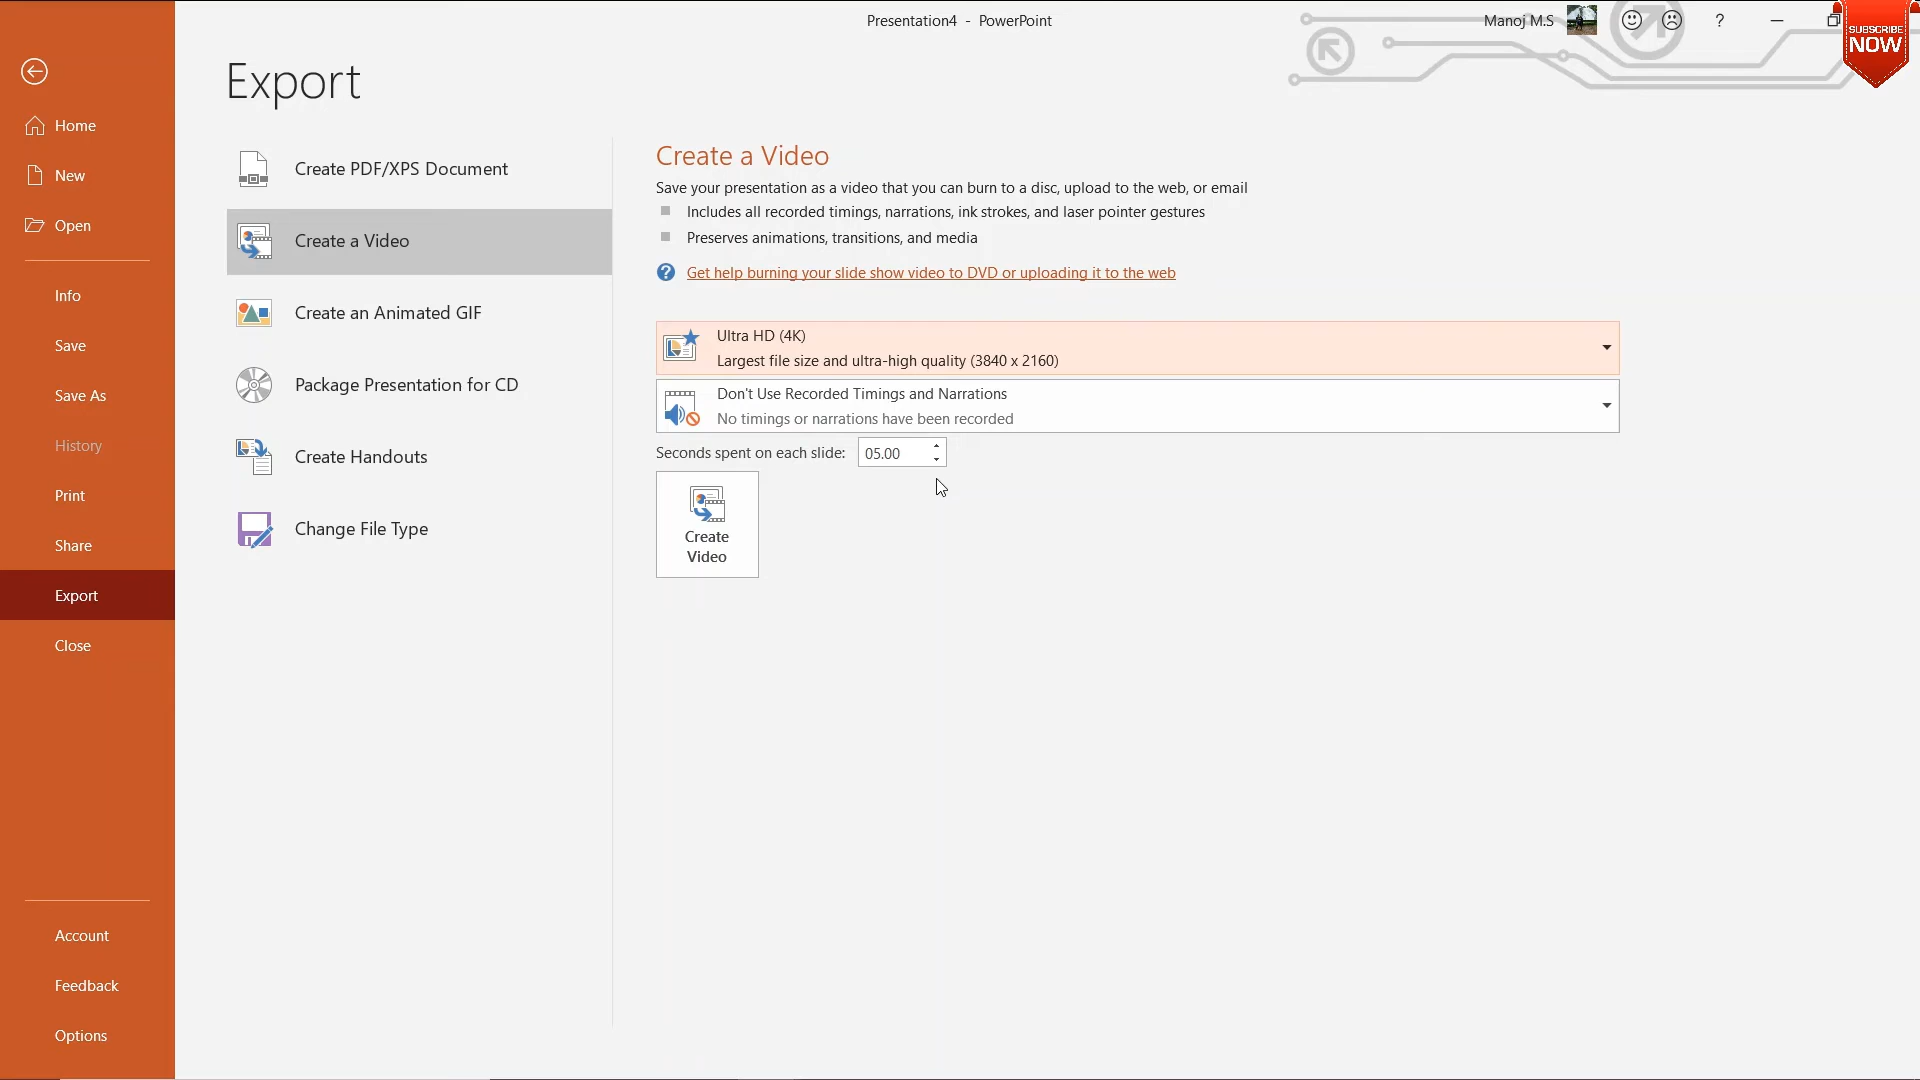 Presentation4 - PowerPoint
Manoj M.S
?
SUBSCRIBE
NOW
Export
Home
New
Open
Info
Save
Save As
History
Print
Share
Export
Close
Account
Feedback
Options
Create PDF/XPS Document
Create a Video
Create an Animated GIF
Package Presentation for CD
Create Handouts
Change File Type
Create a Video
Save your presentation as a video that you can burn to a disc, upload to the web, or email
Includes all recorded timings, narrations, ink strokes, and laser pointer gestures
Preserves animations, transitions, and media
? Get help burning your slide show video to DVD or uploading it to the web
Ultra HD (4K)
Largest file size and ultra-high quality (3840 x 2160)
Don't Use Recorded Timings and Narrations
No timings or narrations have been recorded
Seconds spent on each slide: 05.00
Create
Video